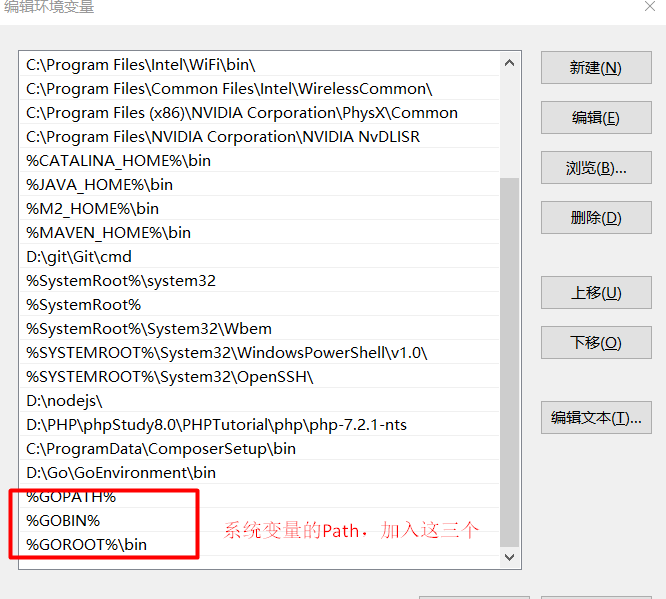 编辑环境变量
C:\Program Files\Intel\WiFi\bin\
C:\Program Files\Common Files\Intel\WirelessCommon\
C:\Program Files (x86)\NVIDIA Corporation\PhysX\Common
C:\Program Files\NVIDIA Corporation\NVIDIA NvDLISR
%CATALINA_HOME%\bin
%JAVA_HOME%\bin
%M2_HOME%\bin
%MAVEN_HOME%\bin
D:\git\Git\cmd
%SystemRoot%\system32
%SystemRoot%
%SystemRoot%\System32\Wbem
%SYSTEMROOT%\System32\WindowsPowerShell\v1.0\
%SYSTEMROOT%\System32\OpenSSH\
D:\nodejs\
D:\PHP\phpStudy8.0\PHPTutorial\php\php-7.2.1-nts
C:\ProgramData\ComposerSetup\bin
D:\Go\GoEnvironment\bin
%GOPATH%
%GOBIN%
%GOROOT%\bin
系统变量的Path，加入这三个
新建(N)
编辑(E)
浏览(B)...
删除(D)
上移(U)
下移(O)
编辑文本(T)...